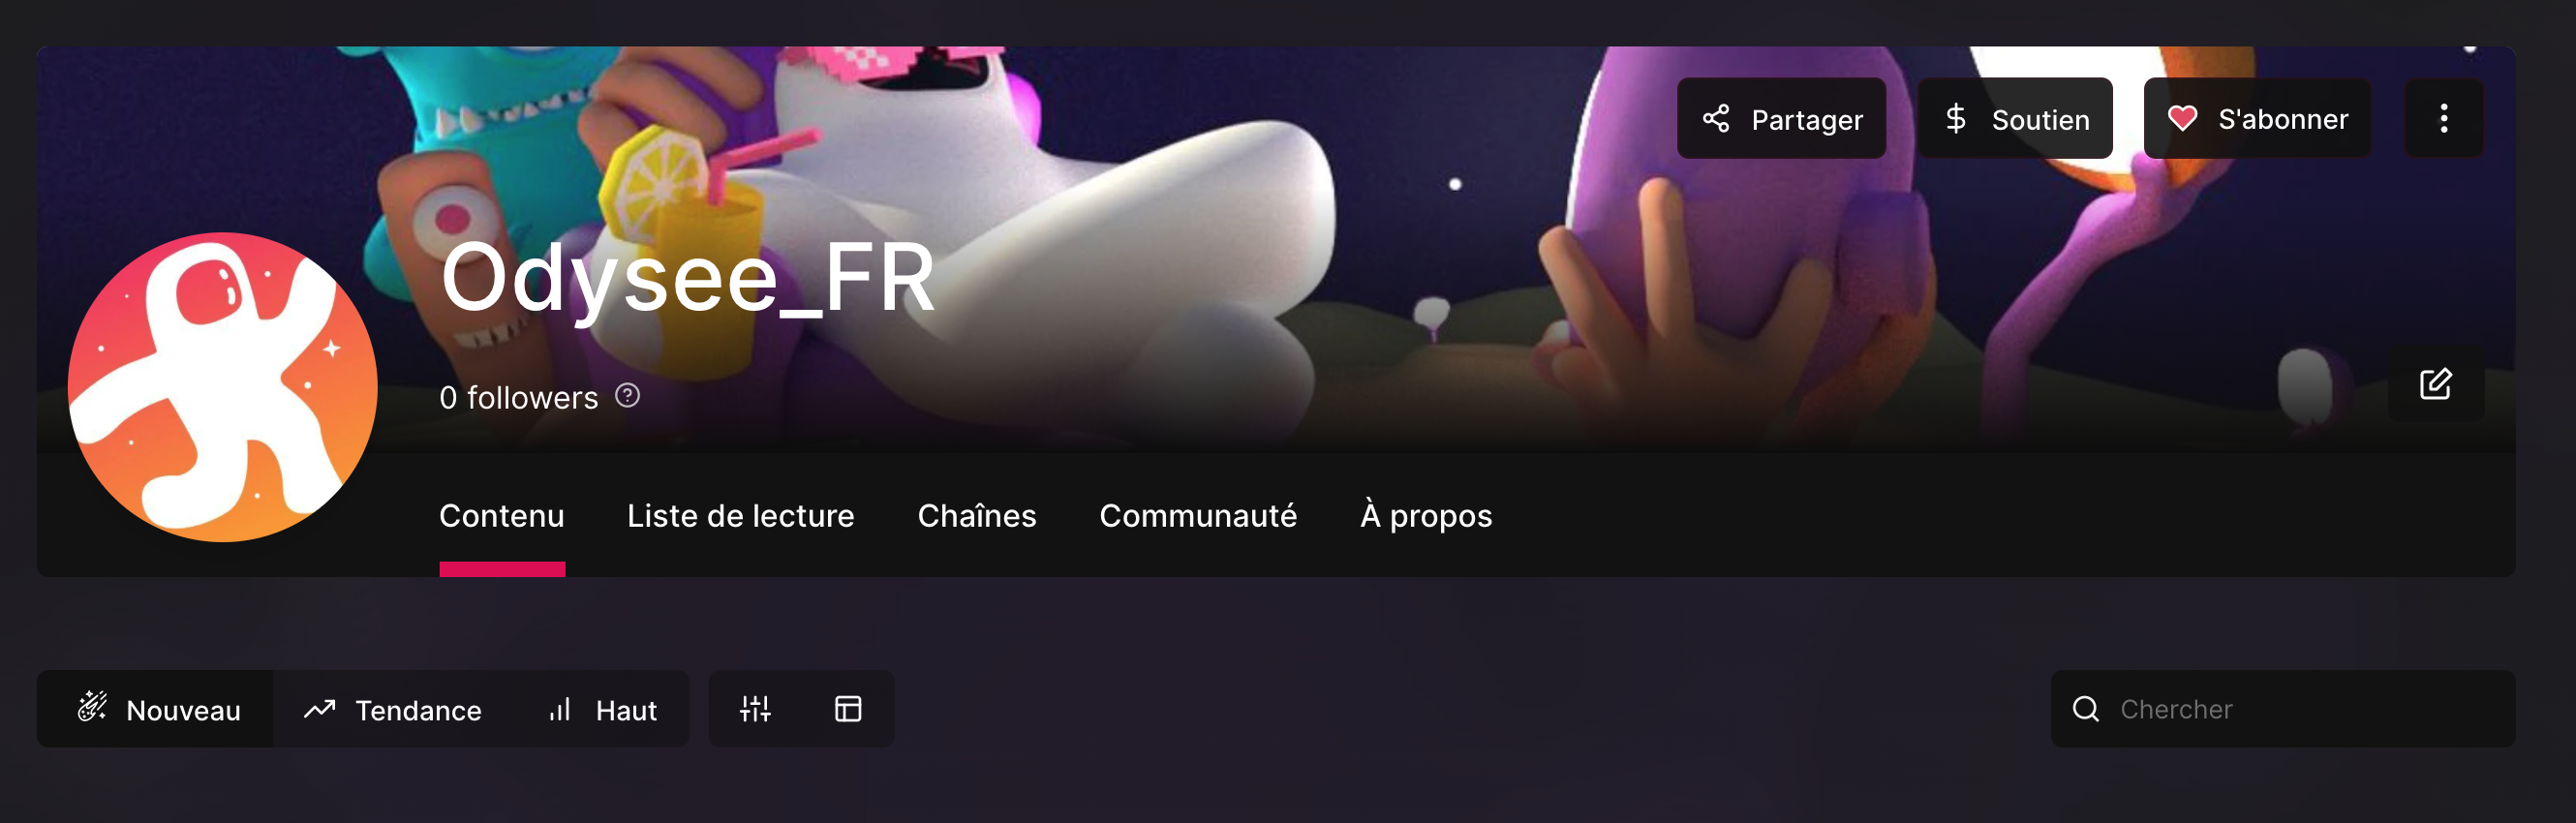 Partager
Soutien
S'abonner
Odysee_FR
0 followers
Contenu
Liste de lecture
Chaînes
Communauté
À propos
Nouveau
Tendance
Haut
Chercher